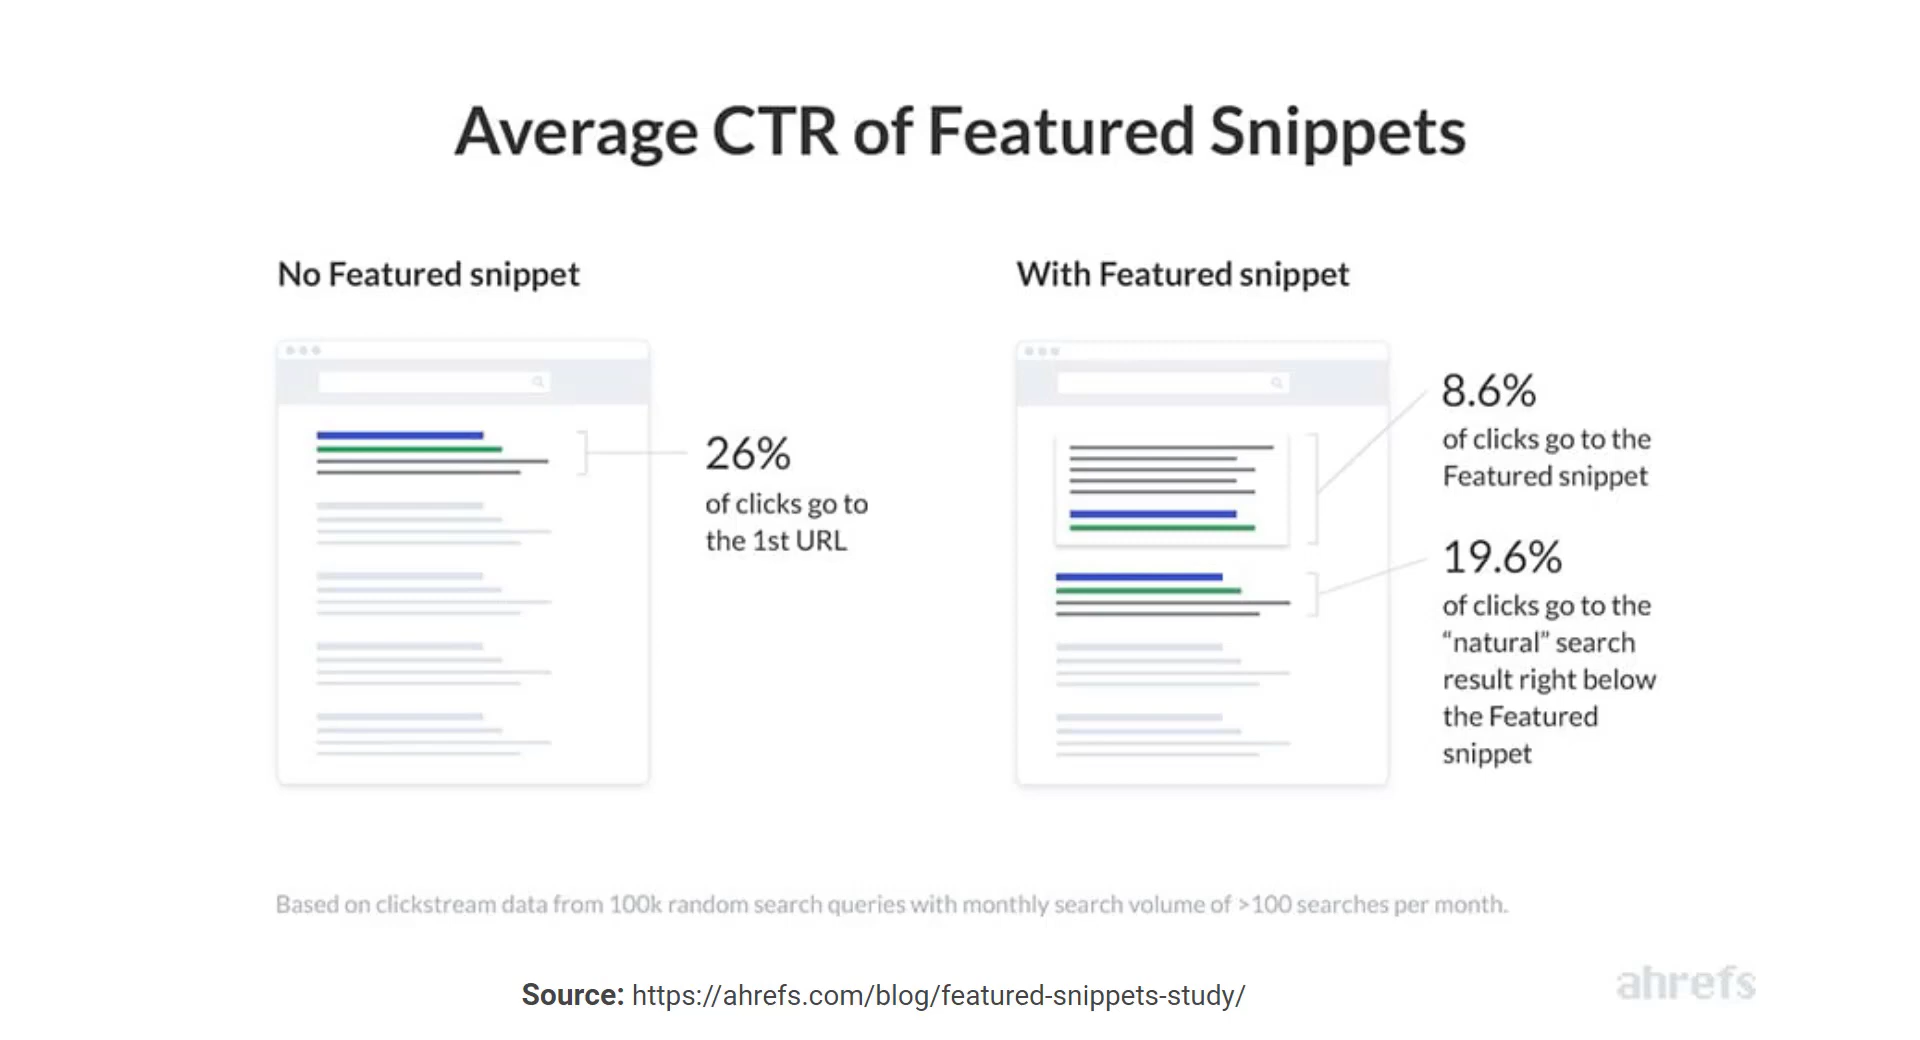 Average CTR of Featured Snippets
No Featured snippet
26%
of clicks go to
the 1st URL
With Featured snippet
8.6%
of clicks go to the
Featured snippet
19.6%
of clicks go to the
“natural” search
result right below
the Featured
snippet
Based on clickstream data from 100k random search queries with monthly search volume of >100 searches per month.
Source: https://ahrefs.com/blog/featured-snippets-study/
ahrefs